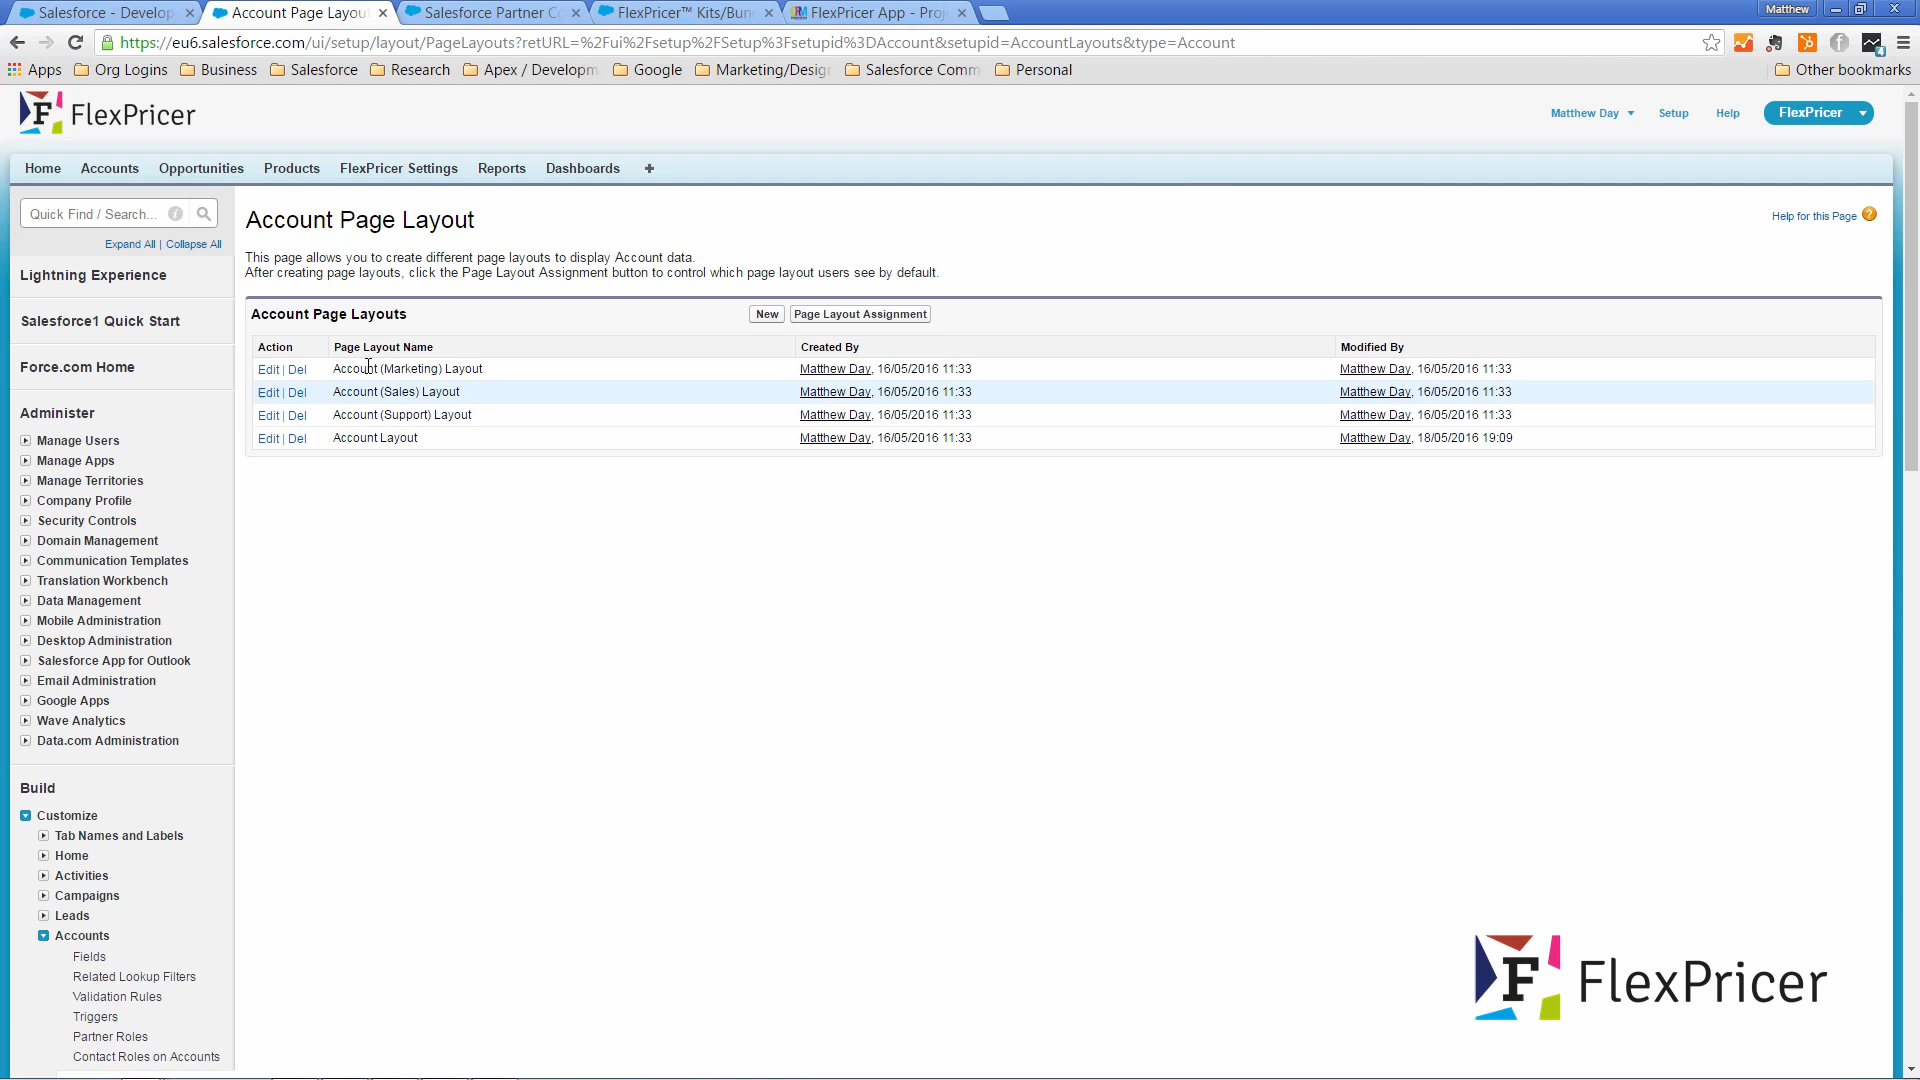 Salesforce - Develop
Account Page Layou
Salesforce Partner C
FlexPricer™ Kits/Bun
FlexPricer App - Proj
Matthew
https://eu6.salesforce.com/ui/setup/layout/PageLayouts?retURL=%2Fui%2Fsetup%2FSetup%3Fsetupid%3DAccount&setupid=AccountLayouts&type=Account
Apps
Org Logins
Business
Salesforce
Research
Apex / Developm
Google
Marketing/Desig
Salesforce Comm
Personal
Other bookmarks
FlexPricer
Matthew Day
Setup
Help
FlexPricer
Home
Accounts
Opportunities
Products
FlexPricer Settings
Reports
Dashboards
+
Quick Find / Search...
Expand All | Collapse All
Lightning Experience
Salesforce1 Quick Start
Force.com Home
Administer
Manage Users
Manage Apps
Manage Territories
Company Profile
Security Controls
Domain Management
Communication Templates
Translation Workbench
Data Management
Mobile Administration
Desktop Administration
Salesforce App for Outlook
Email Administration
Google Apps
Wave Analytics
Data.com Administration
Build
Customize
Tab Names and Labels
Home
Activities
Campaigns
Leads
Accounts
Fields
Related Lookup Filters
Validation Rules
Triggers
Partner Roles
Contact Roles on Accounts
Account Page Layout
Help for this Page
This page allows you to create different page layouts to display Account data.
After creating page layouts, click the Page Layout Assignment button to control which page layout users see by default.
Account Page Layouts
New
Page Layout Assignment
Action Page Layout Name Created By Modified By
Edit | Del Account (Marketing) Layout Matthew Day, 16/05/2016 11:33 Matthew Day, 16/05/2016 11:33
Edit | Del Account (Sales) Layout Matthew Day, 16/05/2016 11:33 Matthew Day, 16/05/2016 11:33
Edit | Del Account (Support) Layout Matthew Day, 16/05/2016 11:33 Matthew Day, 16/05/2016 11:33
Edit | Del Account Layout Matthew Day, 16/05/2016 11:33 Matthew Day, 18/05/2016 19:09
FlexPricer